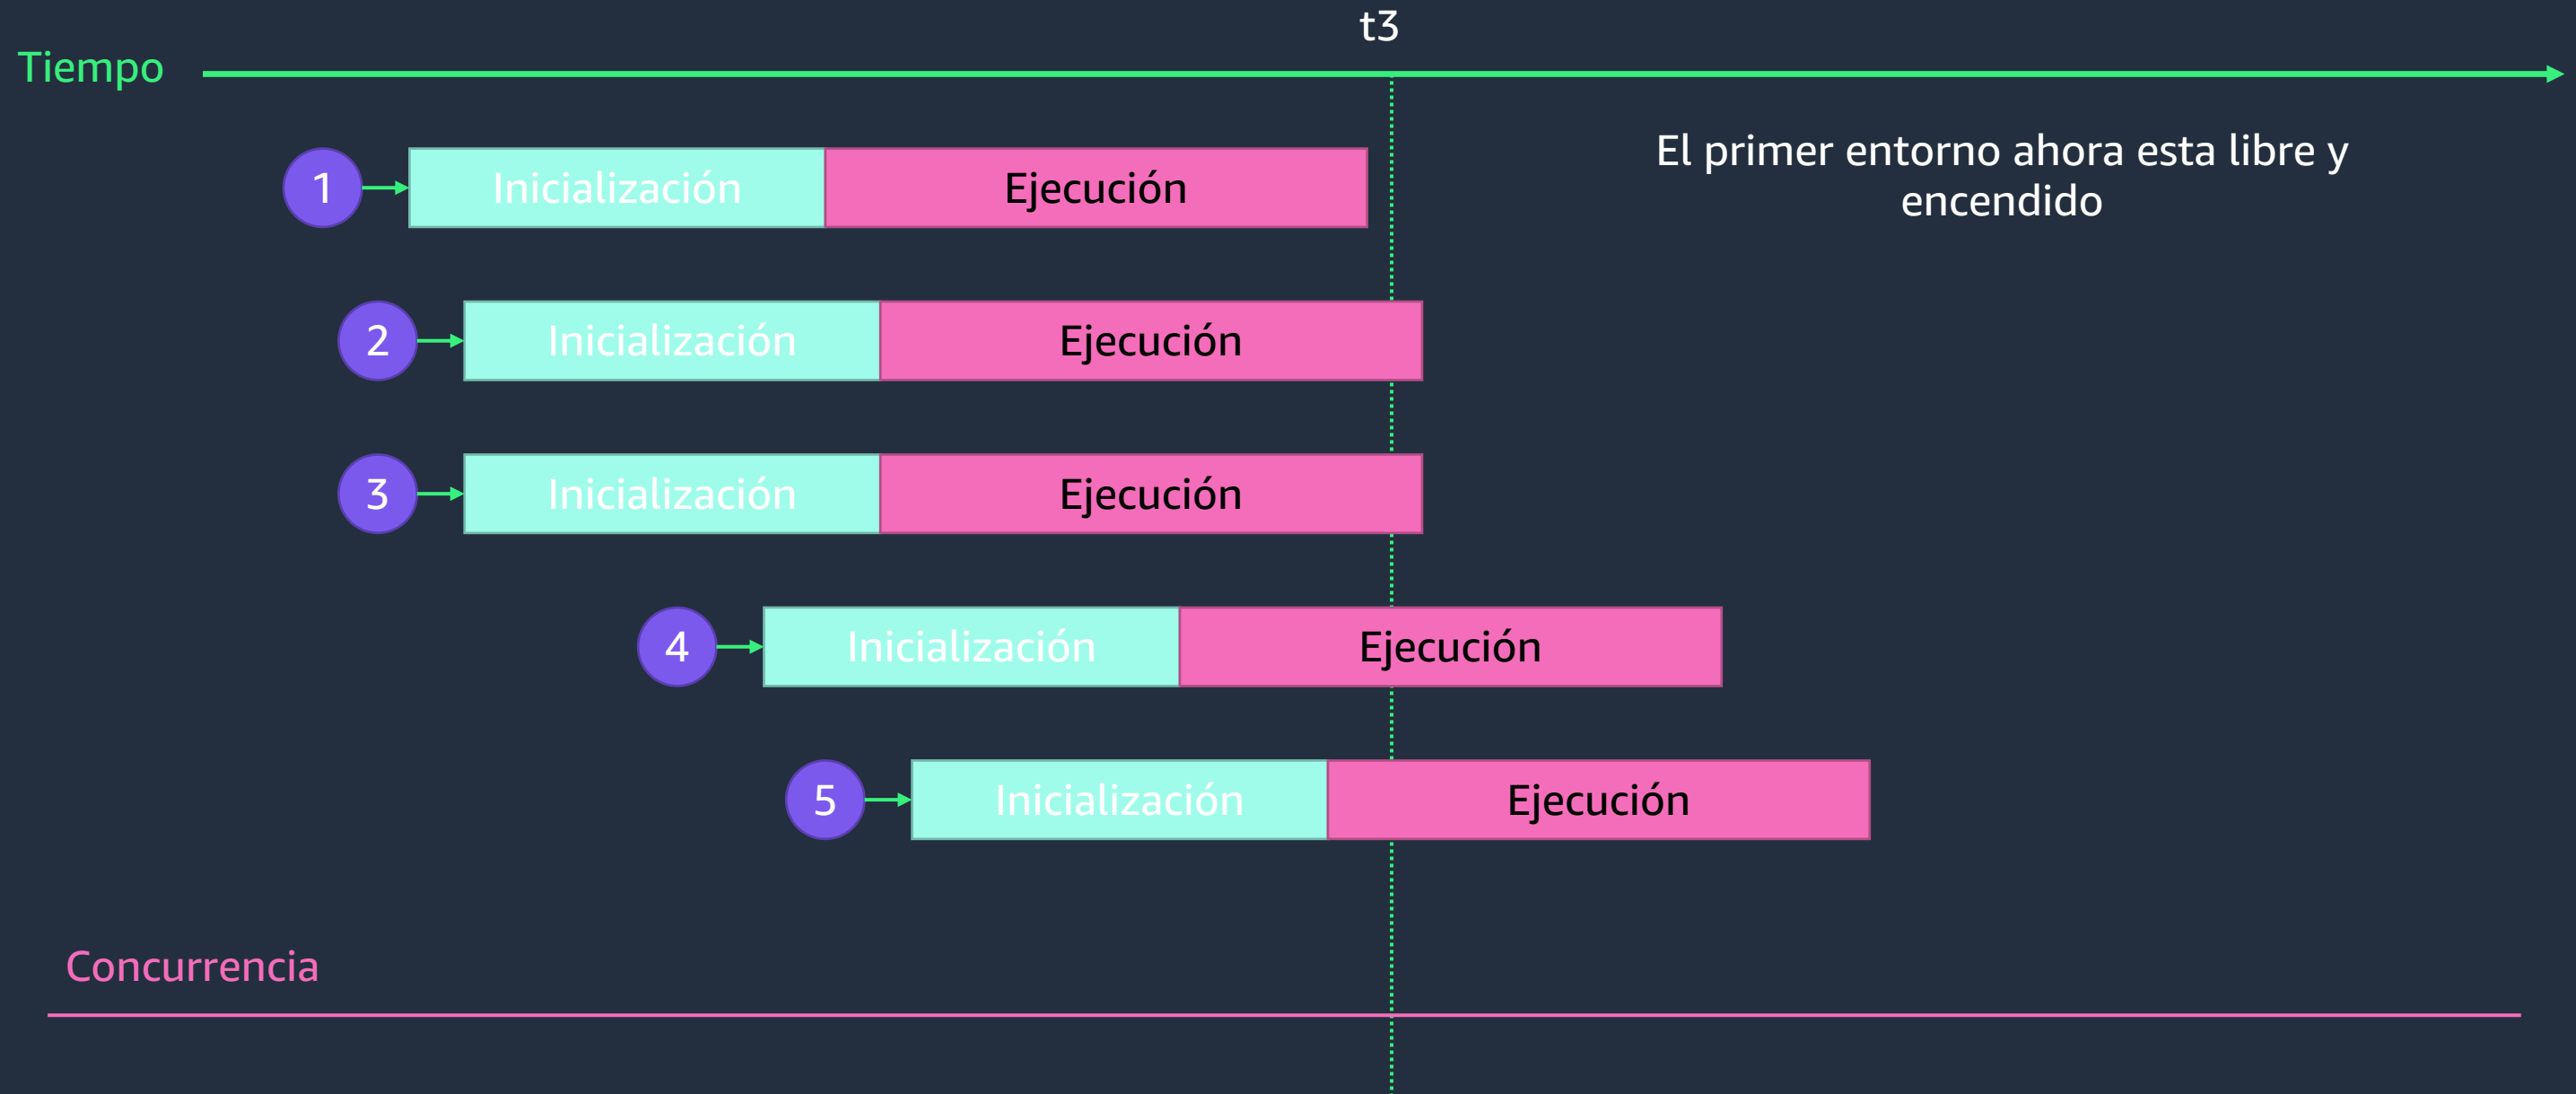 t3
Tiempo
El primer entorno ahora esta libre y
encendido
1 Inicialización Ejecución
2 Inicialización Ejecución
3 Inicialización Ejecución
4 Inicialización Ejecución
5 Inicialización Ejecución
Concurrencia